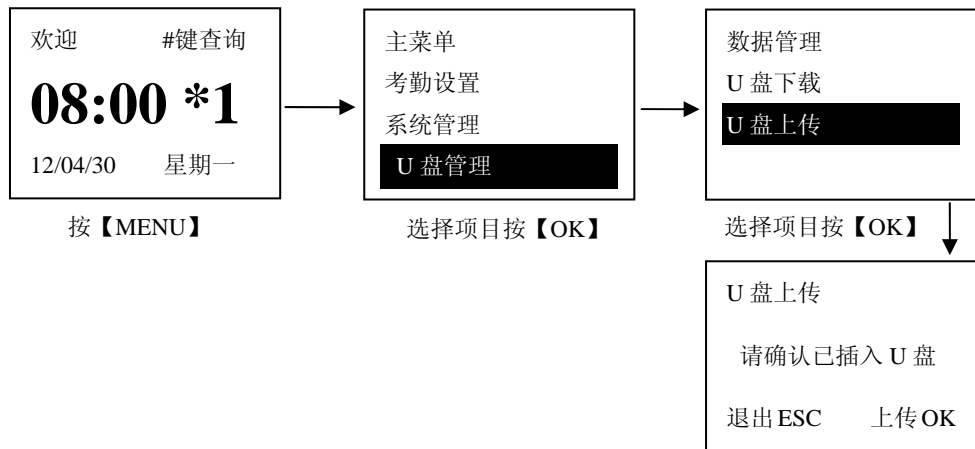 欢迎 #键查询
08:00 *1
12/04/30 星期一
按【MENU】
主菜单
考勤设置
系统管理
U 盘管理
选择项目按【OK】
数据管理
U 盘下载
U 盘上传
选择项目按【OK】
U 盘上传
请确认已插入 U 盘
退出 ESC 上传 OK